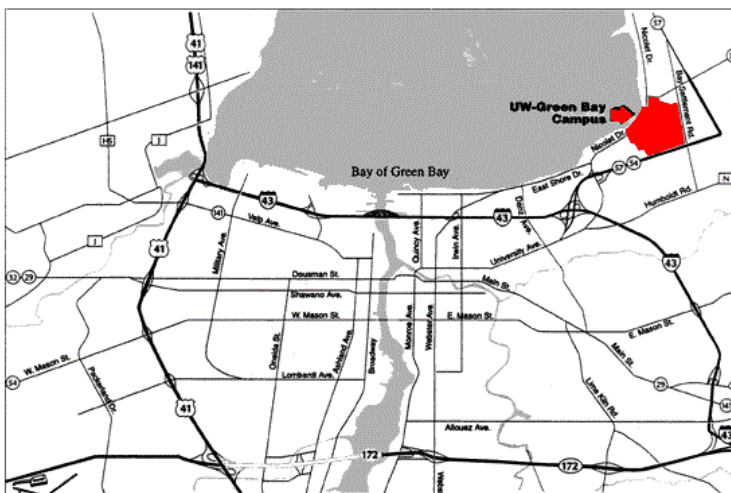 57
41
141
Nicolet Dr.
UW-Green Bay
Campus
Bay Settlement Rd.
HS
J
Nicolet Dr.
57
54
Bay of Green Bay
East Shore Dr.
N
Humboldt Rd.
43
43
141
Velp Ave.
Military Ave.
41
J
Quincy Ave.
Irwin Ave.
Danz Ave.
University Ave.
43
32
29
Dousman St.
Main St.
Shawano Ave.
W. Mason St.
E. Mason St.
E. Mason St.
Oneida St.
Ashland Ave.
Broadway
Monroe Ave.
Webster Ave.
Main St.
W. Mason St.
54
Packerland Dr.
Lombardi Ave.
Lime Kiln Rd.
29
141
41
Allouez Ave.
43
172
172